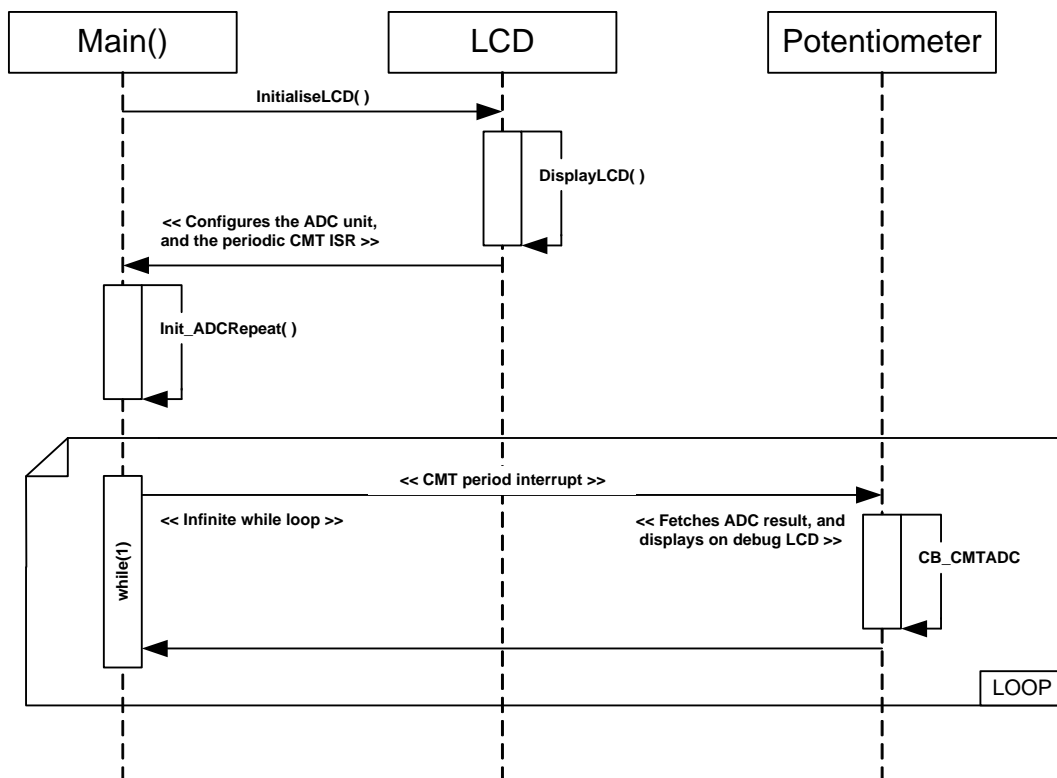 Main()
LCD
Potentiometer
InitialiseLCD( )
DisplayLCD( )
<< Configures the ADC unit,
and the periodic CMT ISR >>
Init_ADCRepeat( )
<< CMT period interrupt >>
<< Infinite while loop >>
<< Fetches ADC result, and
displays on debug LCD >>
while(1)
CB_CMTADC
LOOP